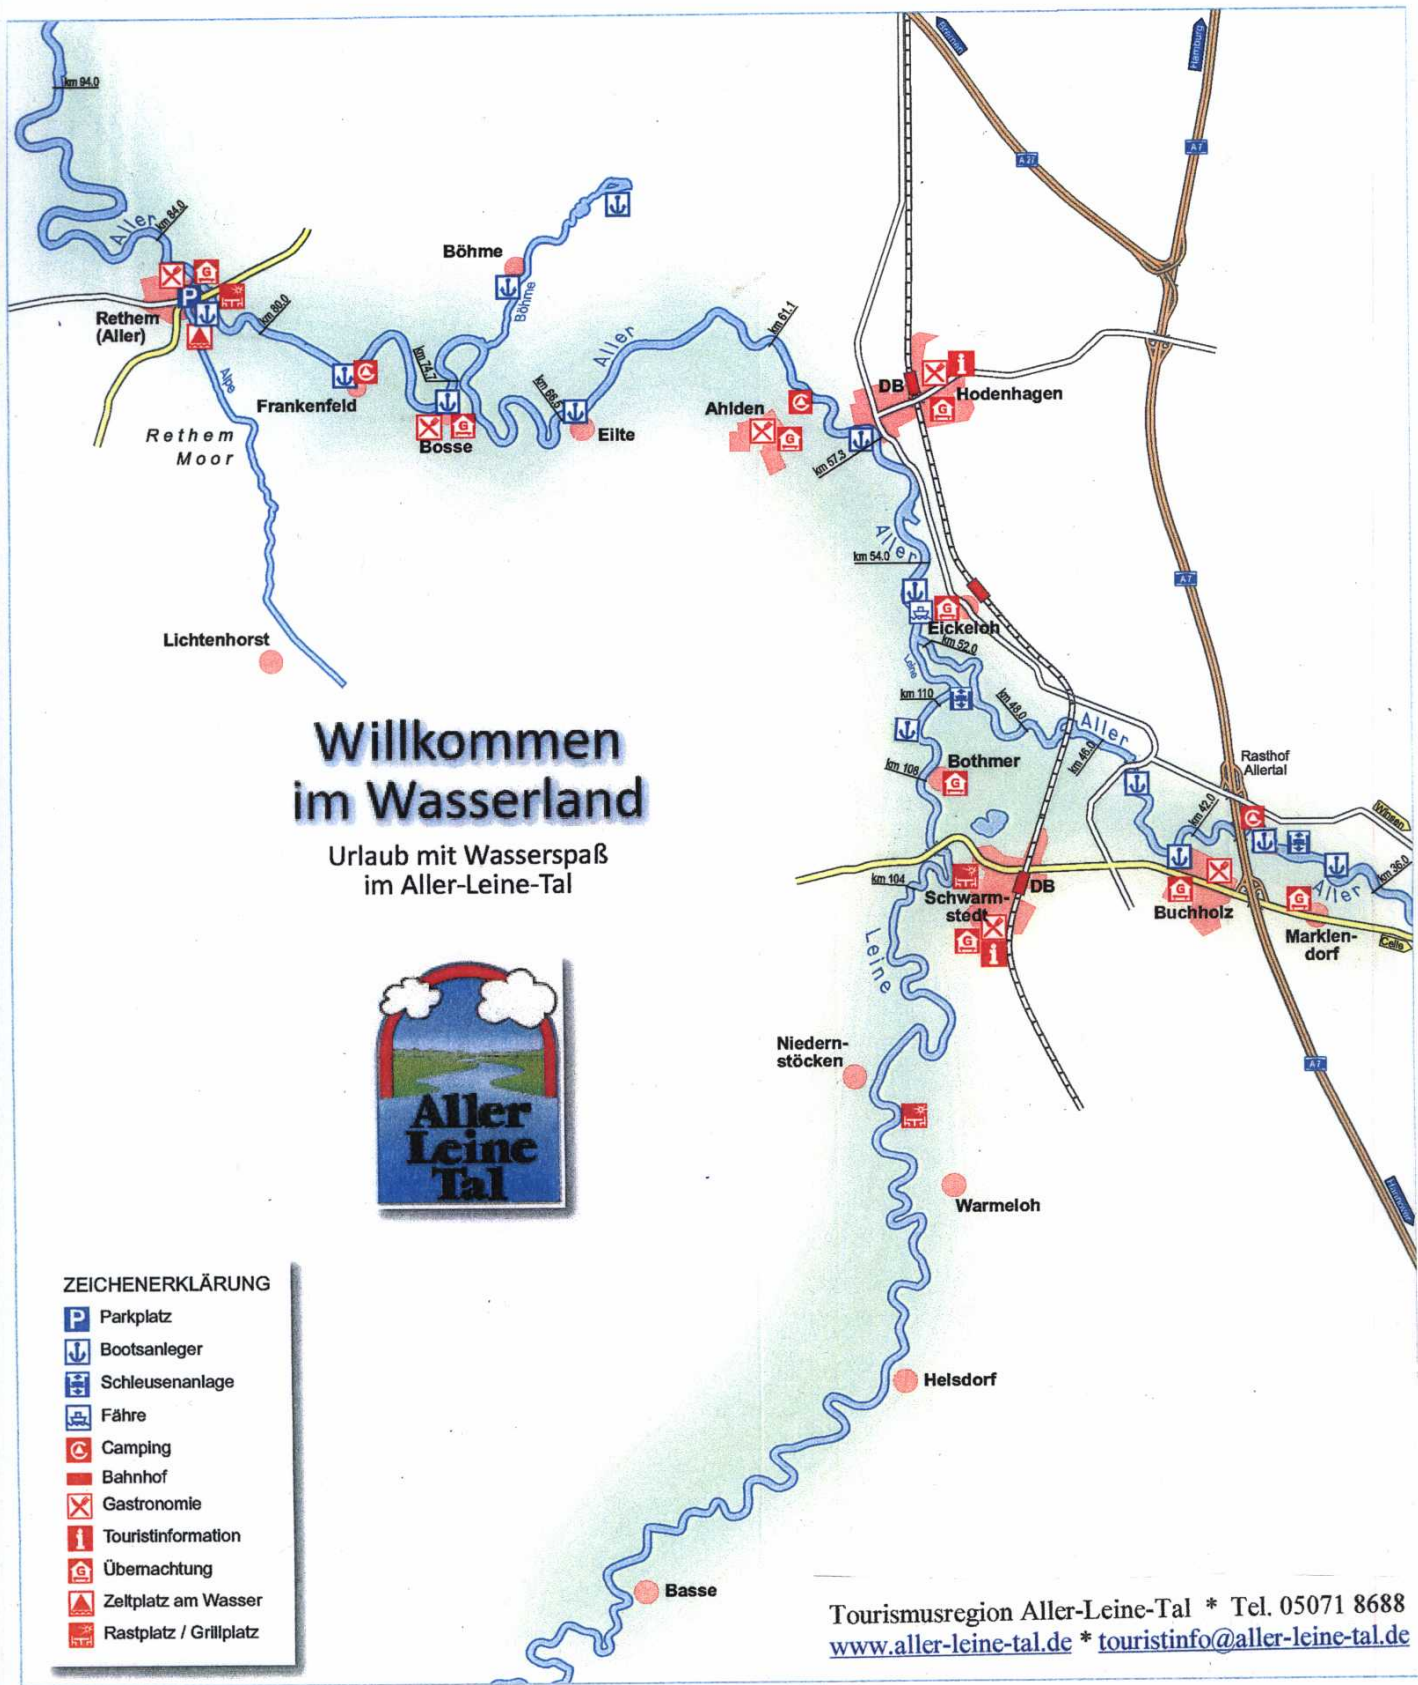 km 94.0
Aller
km 84.0
Rethem
(Aller)
P
G
km 80.0
Alpe
Rethem
Moor
Lichtenhorst
Frankenfeld
Böhme
Böhme
km 74.7
Bosse
G
km 66.6
Eilte
Aller
km 61.1
Ahlden
G
km 57.3
DB
Hodenhagen
i
G
Bremen
Hamburg
A 27
A 7
A 7
Aller
km 54.0
G
Eickeloh
km 52.0
Leine
km 110
km 48.0
Aller
km 46.0
km 108
Bothmer
G
Rasthof
Allertal
km 42.0
Winsen
km 36.0
Aller
km 104
Schwarm-
stedt
DB
G
i
G
Buchholz
G
Marklen-
dorf
Celle
Leine
Niedern-
stöcken
A 7
Hannover
Warmeloh
Helsdorf
Basse
Willkommen
im Wasserland
Urlaub mit Wasserspaß
im Aller-Leine-Tal
Aller
Leine
Tal
ZEICHENERKLÄRUNG
P Parkplatz
Bootsanleger
Schleusenanlage
Fähre
Camping
Bahnhof
Gastronomie
i Touristinformation
G Übernachtung
Zeltplatz am Wasser
Rastplatz / Grillplatz
Tourismusregion Aller-Leine-Tal * Tel. 05071 8688
www.aller-leine-tal.de * touristinfo@aller-leine-tal.de